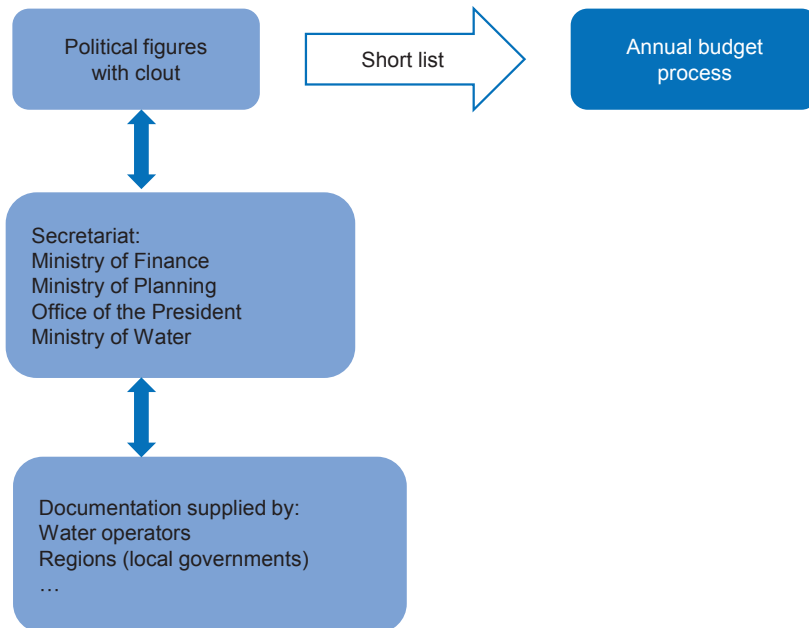 Political figures
with clout
Short list
Annual budget
process
Secretariat:
Ministry of Finance
Ministry of Planning
Office of the President
Ministry of Water
Documentation supplied by:
Water operators
Regions (local governments)
…